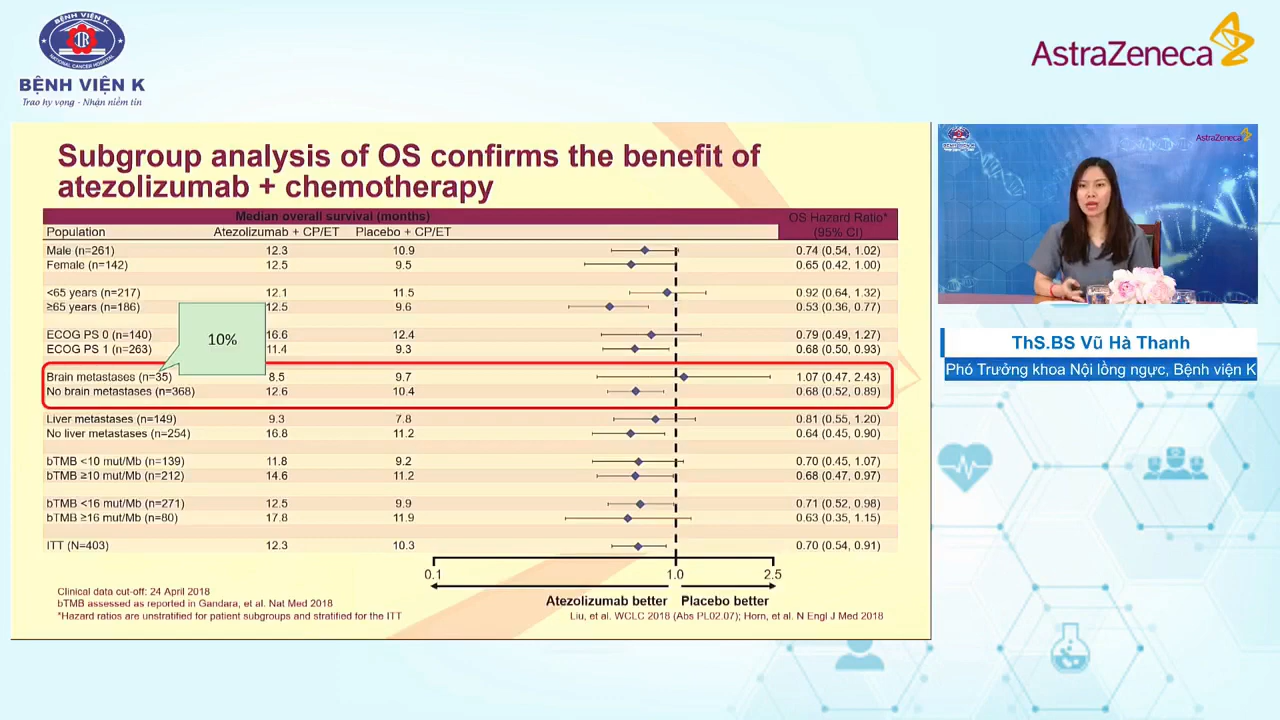 BỆNH VIỆN K
NATIONAL CANCER HOSPITAL
BỆNH VIỆN K
Trao hy vọng - Nhận niềm tin
AstraZeneca
Subgroup analysis of OS confirms the benefit of
atezolizumab + chemotherapy
Median overall survival (months) OS Hazard Ratio*
Population Atezolizumab + CP/ET Placebo + CP/ET (95% CI)
Male (n=261) 12.3 10.9 0.74 (0.54, 1.02)
Female (n=142) 12.5 9.5 0.65 (0.42, 1.00)
<65 years (n=217) 12.1 11.5 0.92 (0.64, 1.32)
≥65 years (n=186) 12.5 9.6 0.53 (0.36, 0.77)
ECOG PS 0 (n=140) 16.6 12.4 0.79 (0.49, 1.27)
10%
ECOG PS 1 (n=263) 11.4 9.3 0.68 (0.50, 0.93)
Brain metastases (n=35) 8.5 9.7 1.07 (0.47, 2.43)
No brain metastases (n=368) 12.6 10.4 0.68 (0.52, 0.89)
Liver metastases (n=149) 9.3 7.8 0.81 (0.55, 1.20)
No liver metastases (n=254) 16.8 11.2 0.64 (0.45, 0.90)
bTMB <10 mut/Mb (n=139) 11.8 9.2 0.70 (0.45, 1.07)
bTMB ≥10 mut/Mb (n=212) 14.6 11.2 0.68 (0.47, 0.97)
bTMB <16 mut/Mb (n=271) 12.5 9.9 0.71 (0.52, 0.98)
bTMB ≥16 mut/Mb (n=80) 17.8 11.9 0.63 (0.35, 1.15)
ITT (N=403) 12.3 10.3 0.70 (0.54, 0.91)
0.1 1.0 2.5
Atezolizumab better Placebo better
Clinical data cut-off: 24 April 2018
bTMB assessed as reported in Gandara, et al. Nat Med 2018
*Hazard ratios are unstratified for patient subgroups and stratified for the ITT
Liu, et al. WCLC 2018 (Abs PL02.07); Horn, et al. N Engl J Med 2018
AstraZeneca
ThS.BS Vũ Hà Thanh
Phó Trưởng khoa Nội lồng ngực, Bệnh viện K